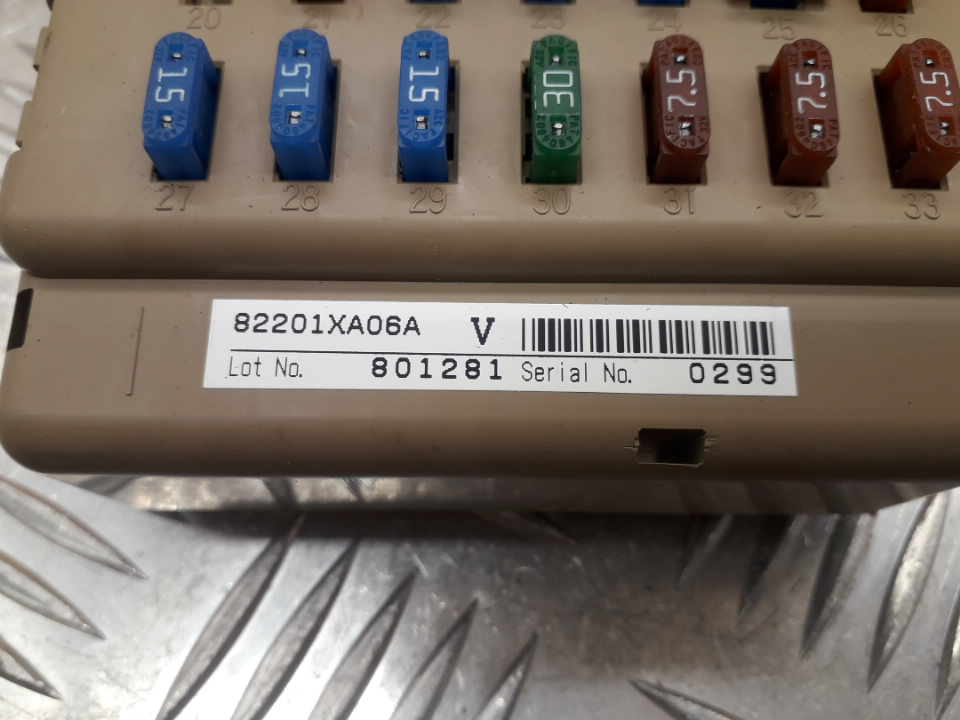 20 21 22 23 24 25 26
15 15 15 30 7.5 7.5 7.5
27 28 29 30 31 32 33
82201XA06A V
Lot No. 801281 Serial No. 0299